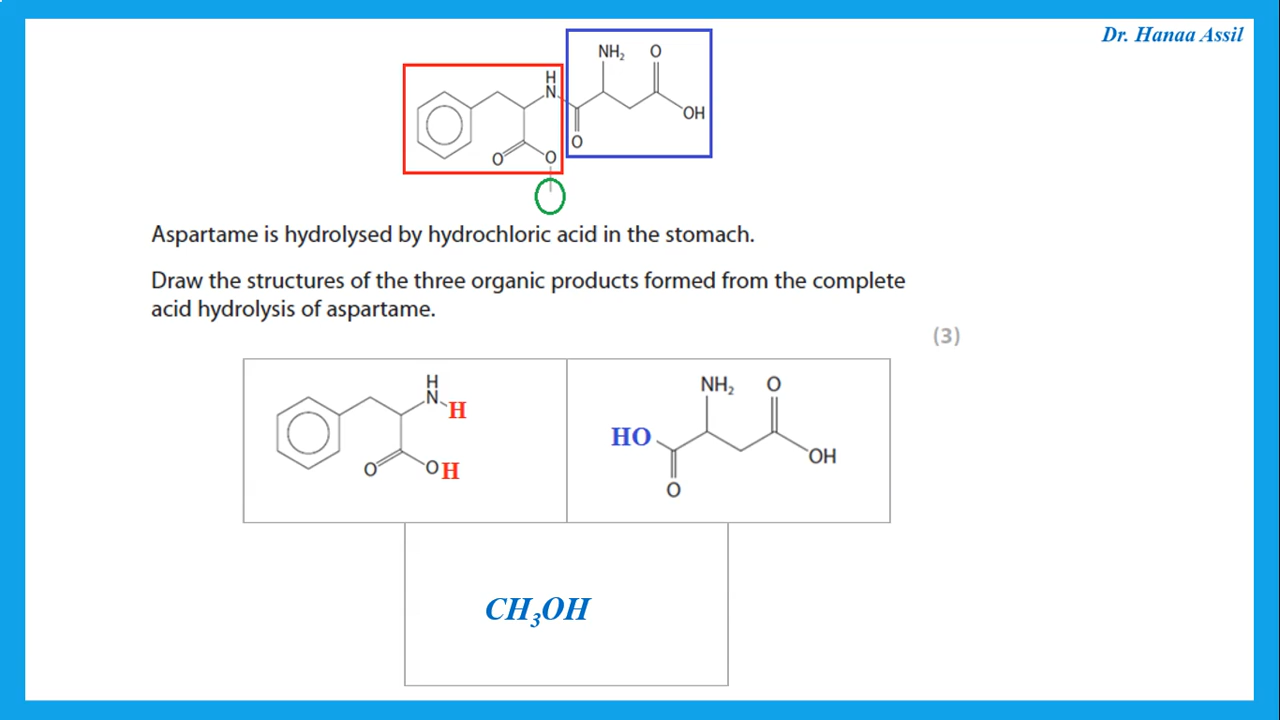 Dr. Hanaa Assil
NH₂ O
H
N
OH
O
O O
Aspartame is hydrolysed by hydrochloric acid in the stomach.
Draw the structures of the three organic products formed from the complete
acid hydrolysis of aspartame.
(3)
H
N H
O OH
NH₂ O
HO
OH
O
CH₃OH